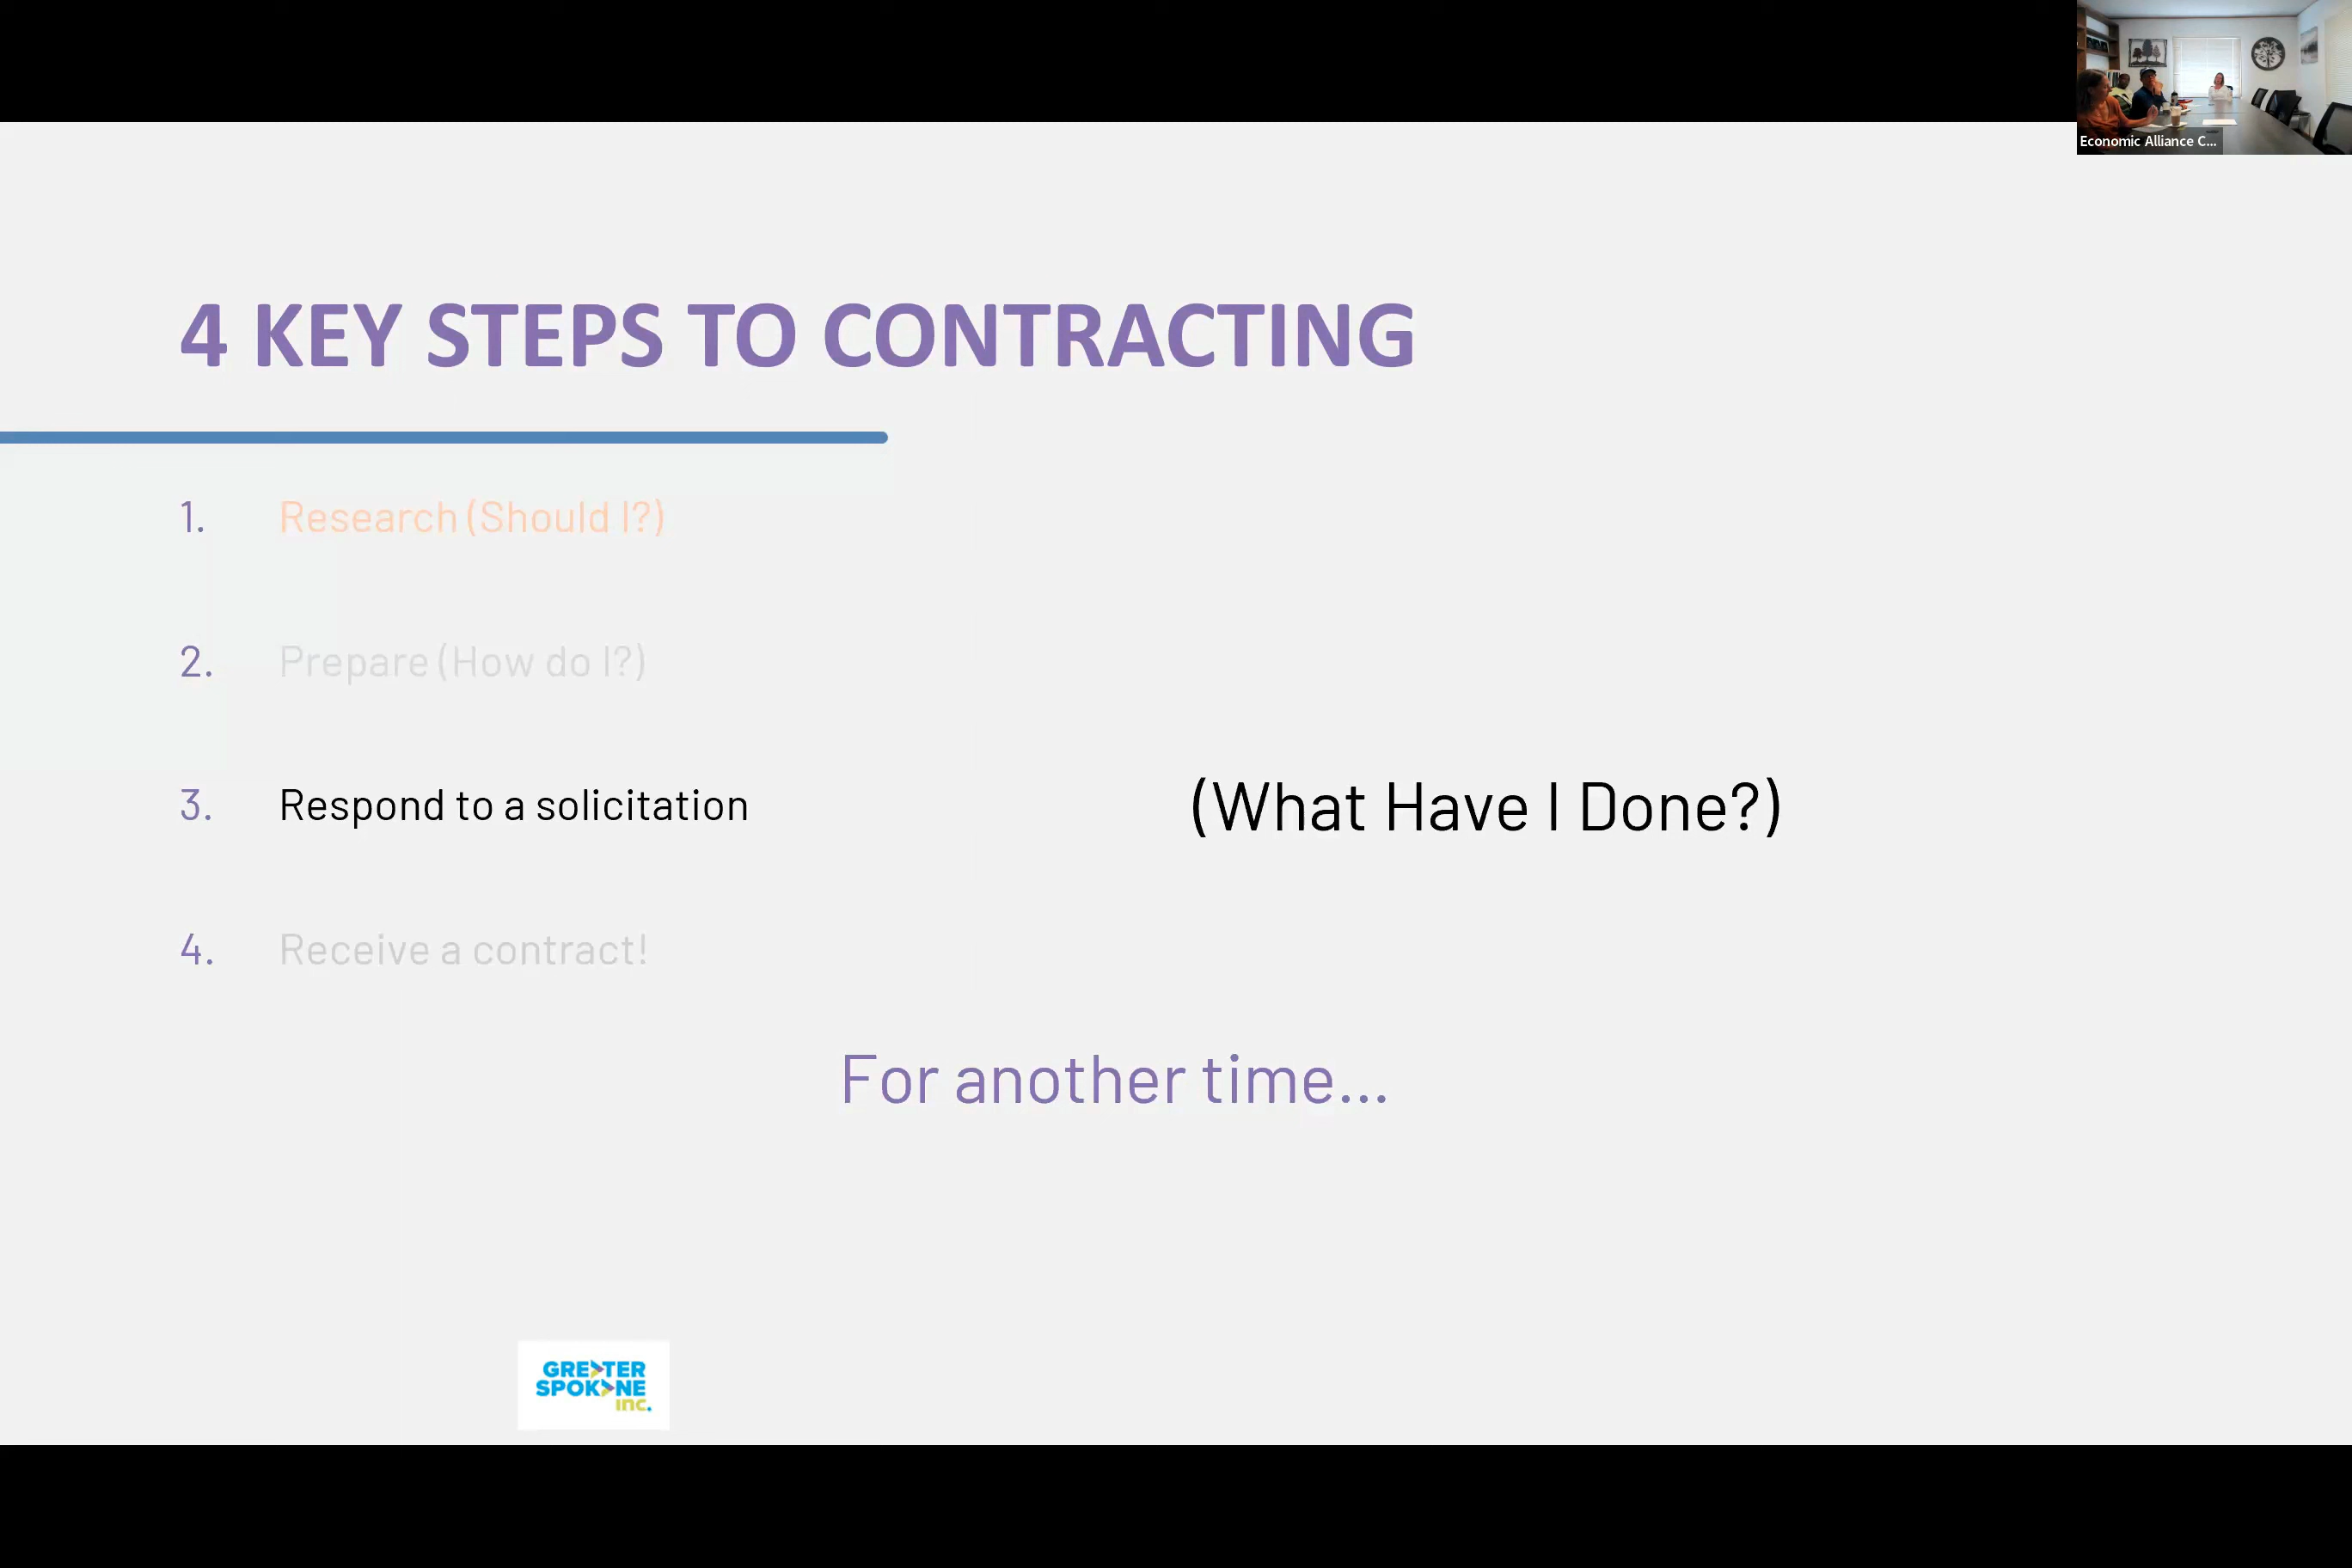 Economic Alliance C...
4 KEY STEPS TO CONTRACTING
1. Research (Should I?)
2. Prepare (How do I?)
3. Respond to a solicitation (What Have I Done?)
4. Receive a contract!
For another time...
GREATER
SPOKANE
inc.